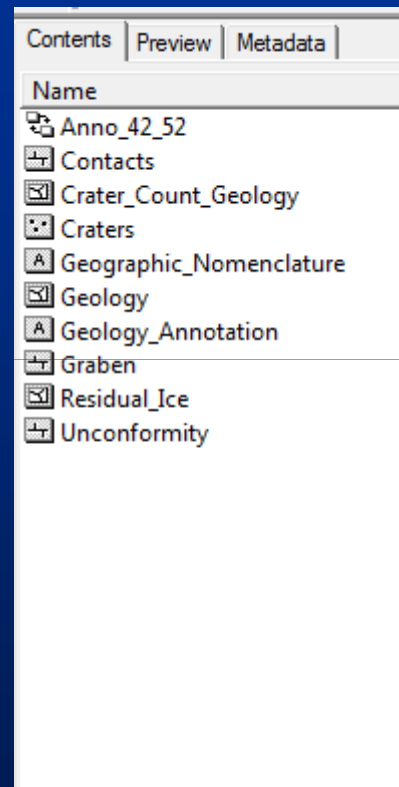 Contents Preview Metadata
Name
Anno_42_52
Contacts
Crater_Count_Geology
Craters
Geographic_Nomenclature
Geology
Geology_Annotation
Graben
Residual_Ice
Unconformity